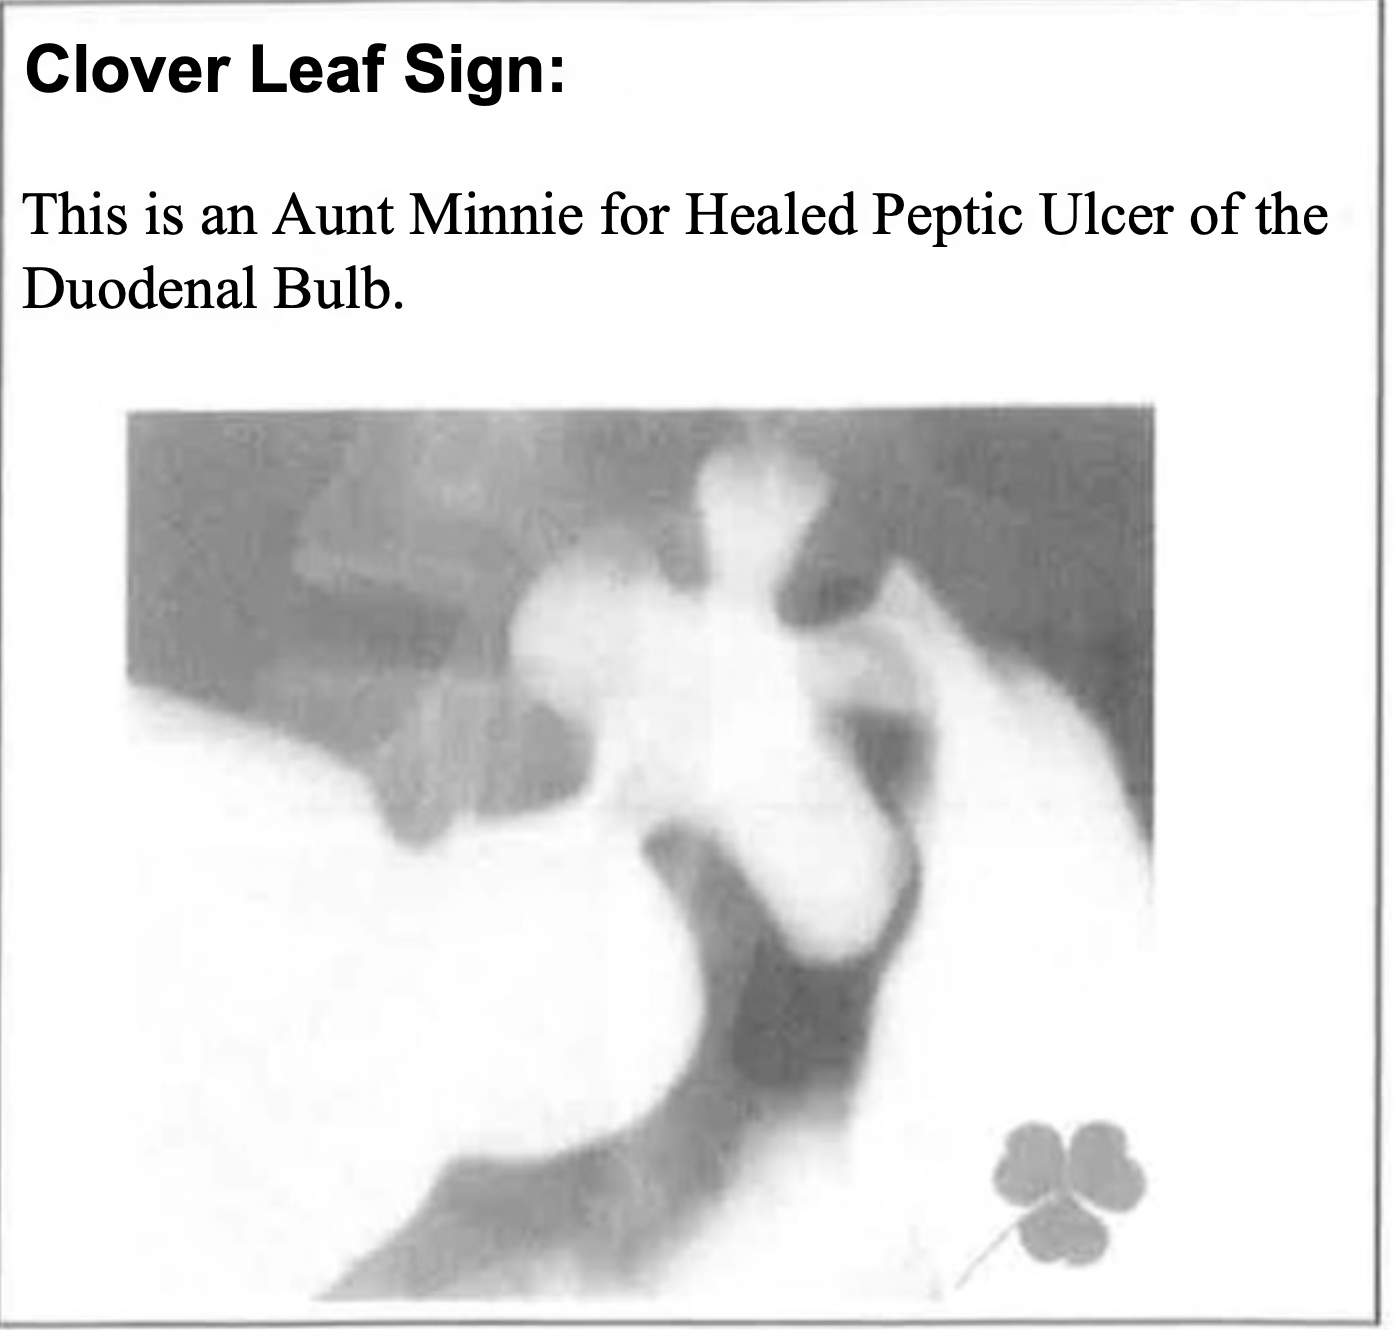 Clover Leaf Sign:
This is an Aunt Minnie for Healed Peptic Ulcer of the
Duodenal Bulb.